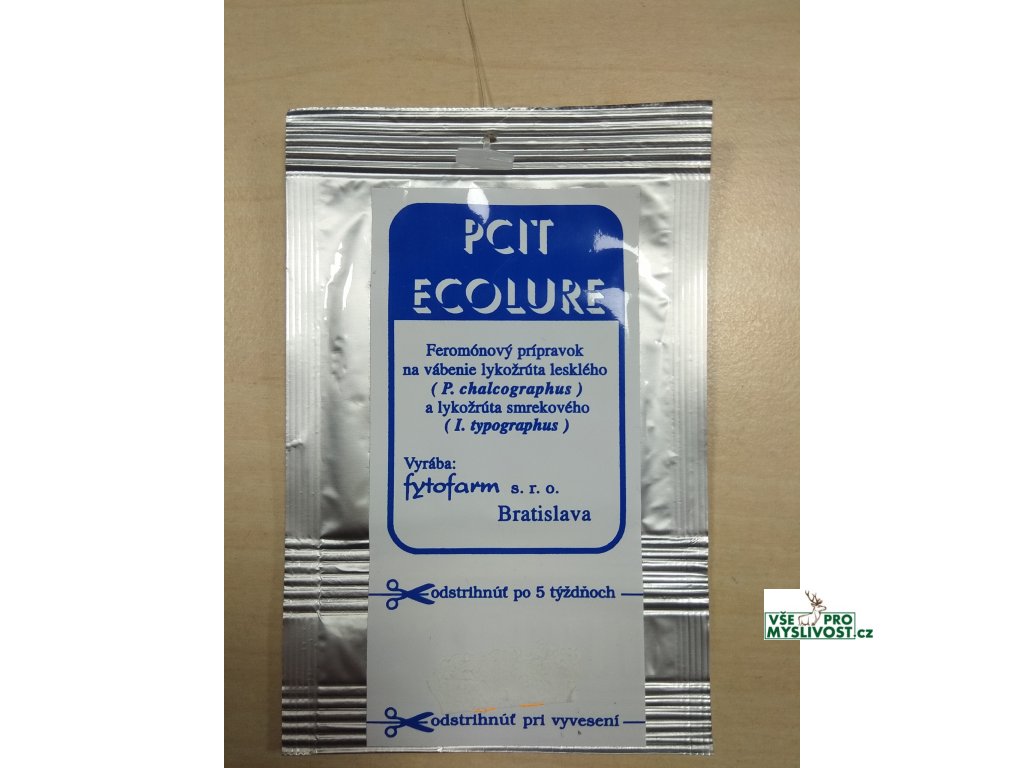 PCIT
ECOLURE
Feromónový prípravok
na vábenie lykožrúta lesklého
( P. chalcographus )
a lykožrúta smrekového
( I. typographus )
Vyrába:
fytofarm s. r. o.
Bratislava
odstrihnúť po 5 týždňoch
odstrihnúť pri vyvesení
VŠE PRO
MYSLIVOST.cz